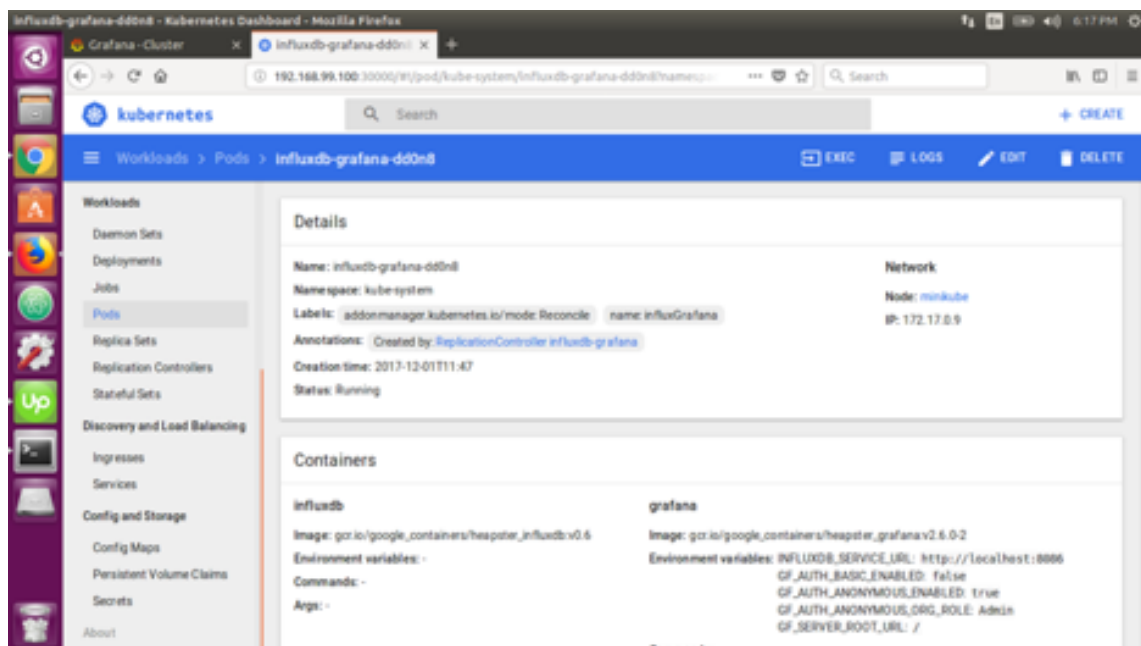 influxdb-grafana-dd0n8 - Kubernetes Dashboard - Mozilla Firefox
6:17 PM
Grafana - Cluster
influxdb-grafana-dd0n8
192.168.99.100:30000/#!/pod/kube-system/influxdb-grafana-dd0n8?namesp
Search
kubernetes
Search
+ CREATE
Workloads > Pods > influxdb-grafana-dd0n8
EXEC
LOGS
EDIT
DELETE
Workloads
Daemon Sets
Deployments
Jobs
Pods
Replica Sets
Replication Controllers
Stateful Sets
Discovery and Load Balancing
Ingresses
Services
Config and Storage
Config Maps
Persistent Volume Claims
Secrets
About
Details
Name: influxdb-grafana-dd0n8
Namespace: kube-system
Labels: addonmanager.kubernetes.io/mode: Reconcile name: influxGrafana
Annotations: Created by: ReplicationController influxdb-grafana
Creation time: 2017-12-01T11:47
Status: Running
Network
Node: minikube
IP: 172.17.0.9
Containers
influxdb
Image: gcr.io/google_containers/heapster_influxdb:v0.6
Environment variables: -
Commands: -
Args: -
grafana
Image: gcr.io/google_containers/heapster_grafana:v2.6.0-2
Environment variables: INFLUXDB_SERVICE_URL: http://localhost:8086
GF_AUTH_BASIC_ENABLED: false
GF_AUTH_ANONYMOUS_ENABLED: true
GF_AUTH_ANONYMOUS_ORG_ROLE: Admin
GF_SERVER_ROOT_URL: /